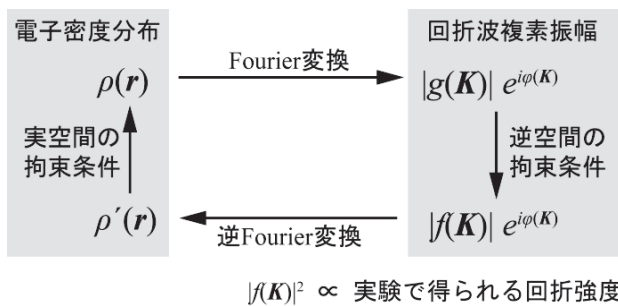 電子密度分布
回折波複素振幅
Fourier変換
ρ(r)
|g(K)| e^{iφ(K)}
実空間の
拘束条件
逆空間の
拘束条件
ρ´(r)
|f(K)| e^{iφ(K)}
逆Fourier変換
|f(K)|² ∝ 実験で得られる回折強度